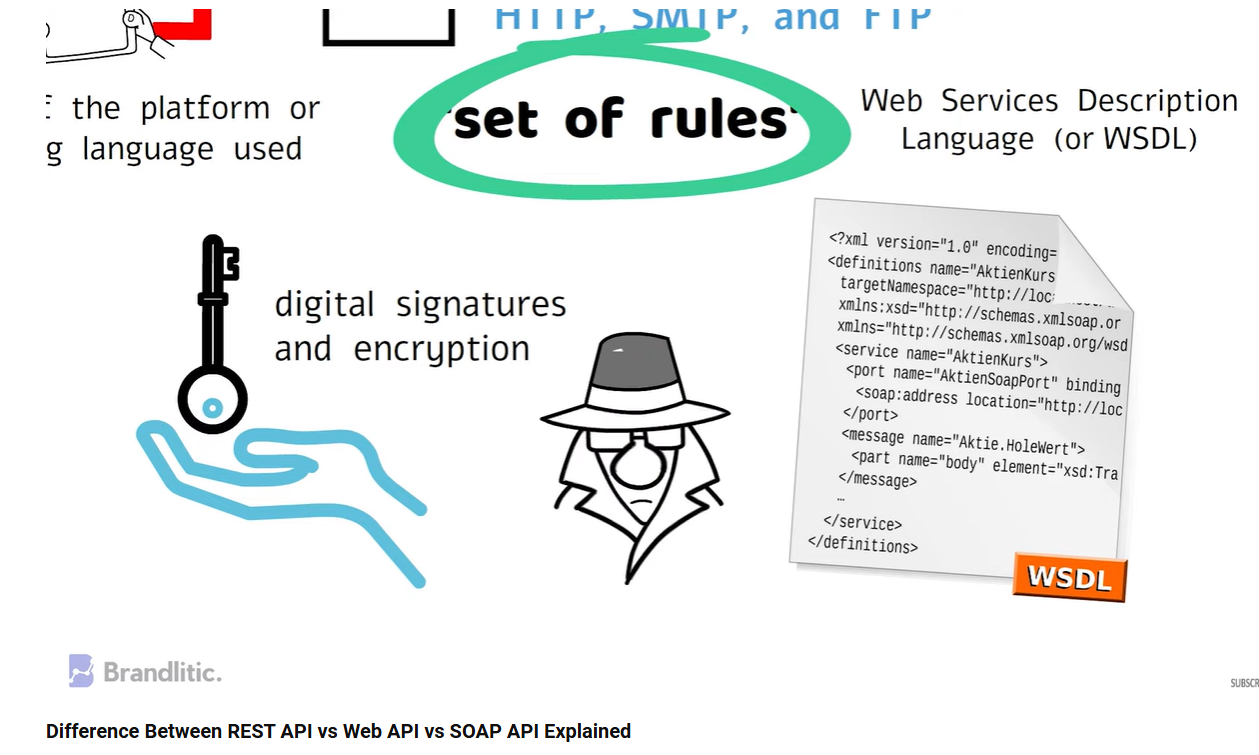 HTTP, SMTP, and FTP
f the platform or
g language used
"set of rules"
Web Services Description
Language (or WSDL)
digital signatures
and encryption
<?xml version="1.0" encoding=
<definitions name="AktienKurs
targetNamespace="http://loc
xmlns:xsd="http://schemas.xmlsoap.or
xmlns="http://schemas.xmlsoap.org/wsd
<service name="AktienKurs">
<port name="AktienSoapPort" binding
<soap:address location="http://loc
</port>
<message name="Aktie.HoleWert">
<part name="body" element="xsd:Tra
</message>
…
</service>
</definitions>
WSDL
Brandlitic.
SUBSCR
Difference Between REST API vs Web API vs SOAP API Explained